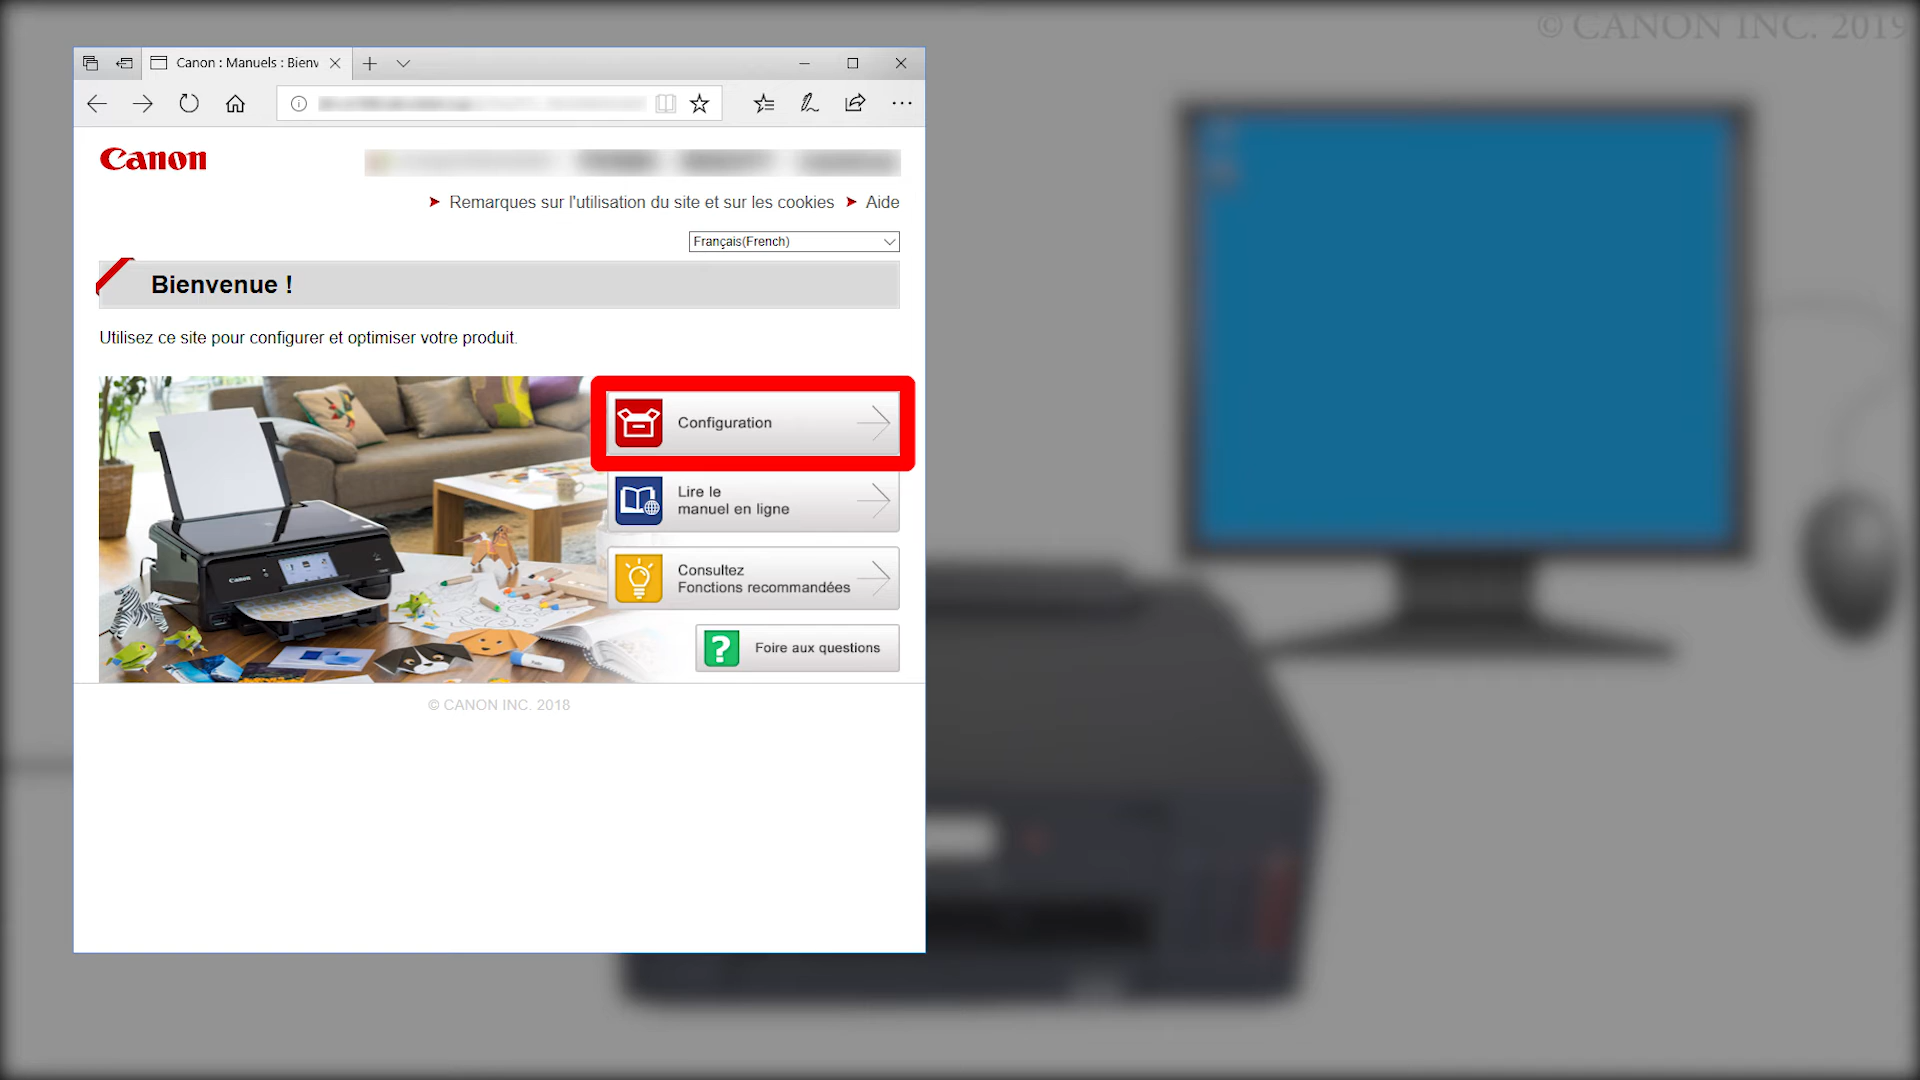 © CANON INC. 2019
Canon : Manuels : Bienv
Canon
Remarques sur l'utilisation du site et sur les cookies
Aide
Français(French)
Bienvenue !
Utilisez ce site pour configurer et optimiser votre produit.
Configuration
Lire le
manuel en ligne
Consultez
Fonctions recommandées
Foire aux questions
Canon
© CANON INC. 2018